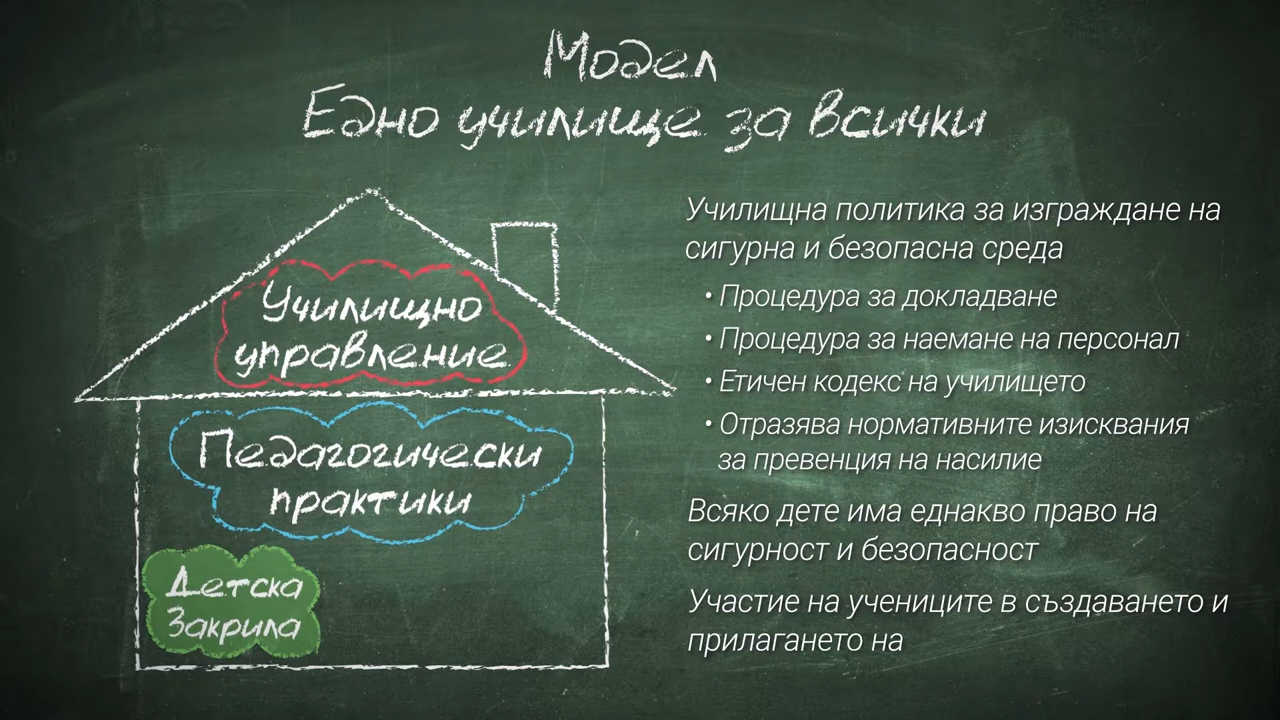 Модел
Едно училище за всички
Училищно
управление
Педагогически
практики
Детска
Закрила
Училищна политика за изграждане на
сигурна и безопасна среда
• Процедура за докладване
• Процедура за наемане на персонал
• Етичен кодекс на училището
• Отразява нормативните изисквания
за превенция на насилие
Всяко дете има еднакво право на
сигурност и безопасност
Участие на учениците в създаването и
прилагането на